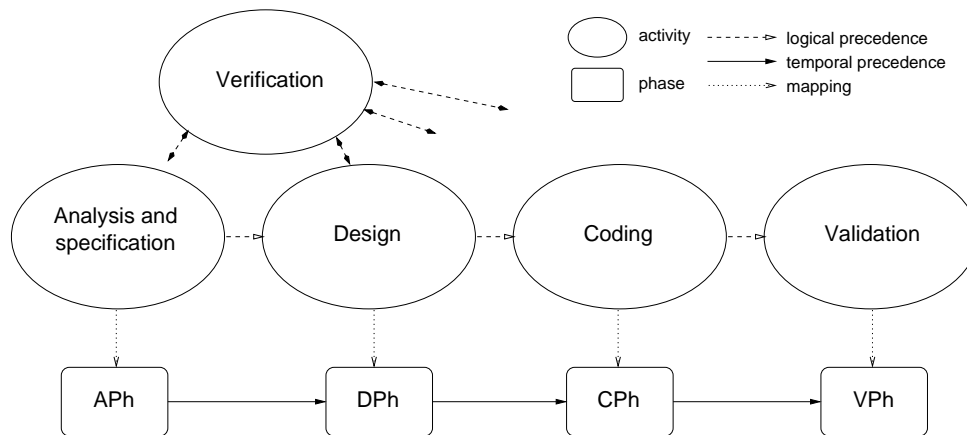 activity
logical precedence
temporal precedence
phase
mapping
Verification
Analysis and
specification
Design
Coding
Validation
APh
DPh
CPh
VPh